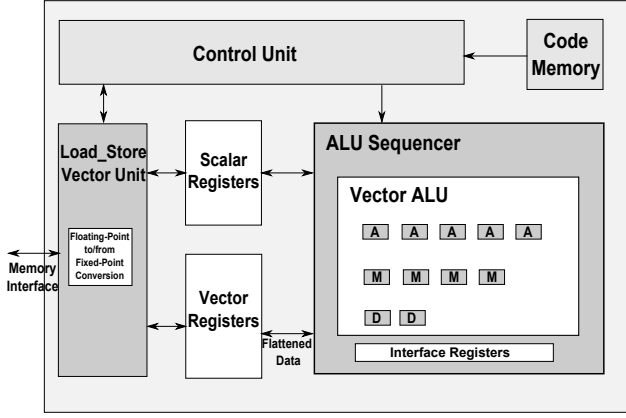 Control Unit
Code
Memory
Load_Store
Vector Unit
Scalar
Registers
ALU Sequencer
Vector ALU
A A A A A
M M M M
D D
Floating-Point
to/from
Fixed-Point
Conversion
Memory
Interface
Vector
Registers
Flattened
Data
Interface Registers